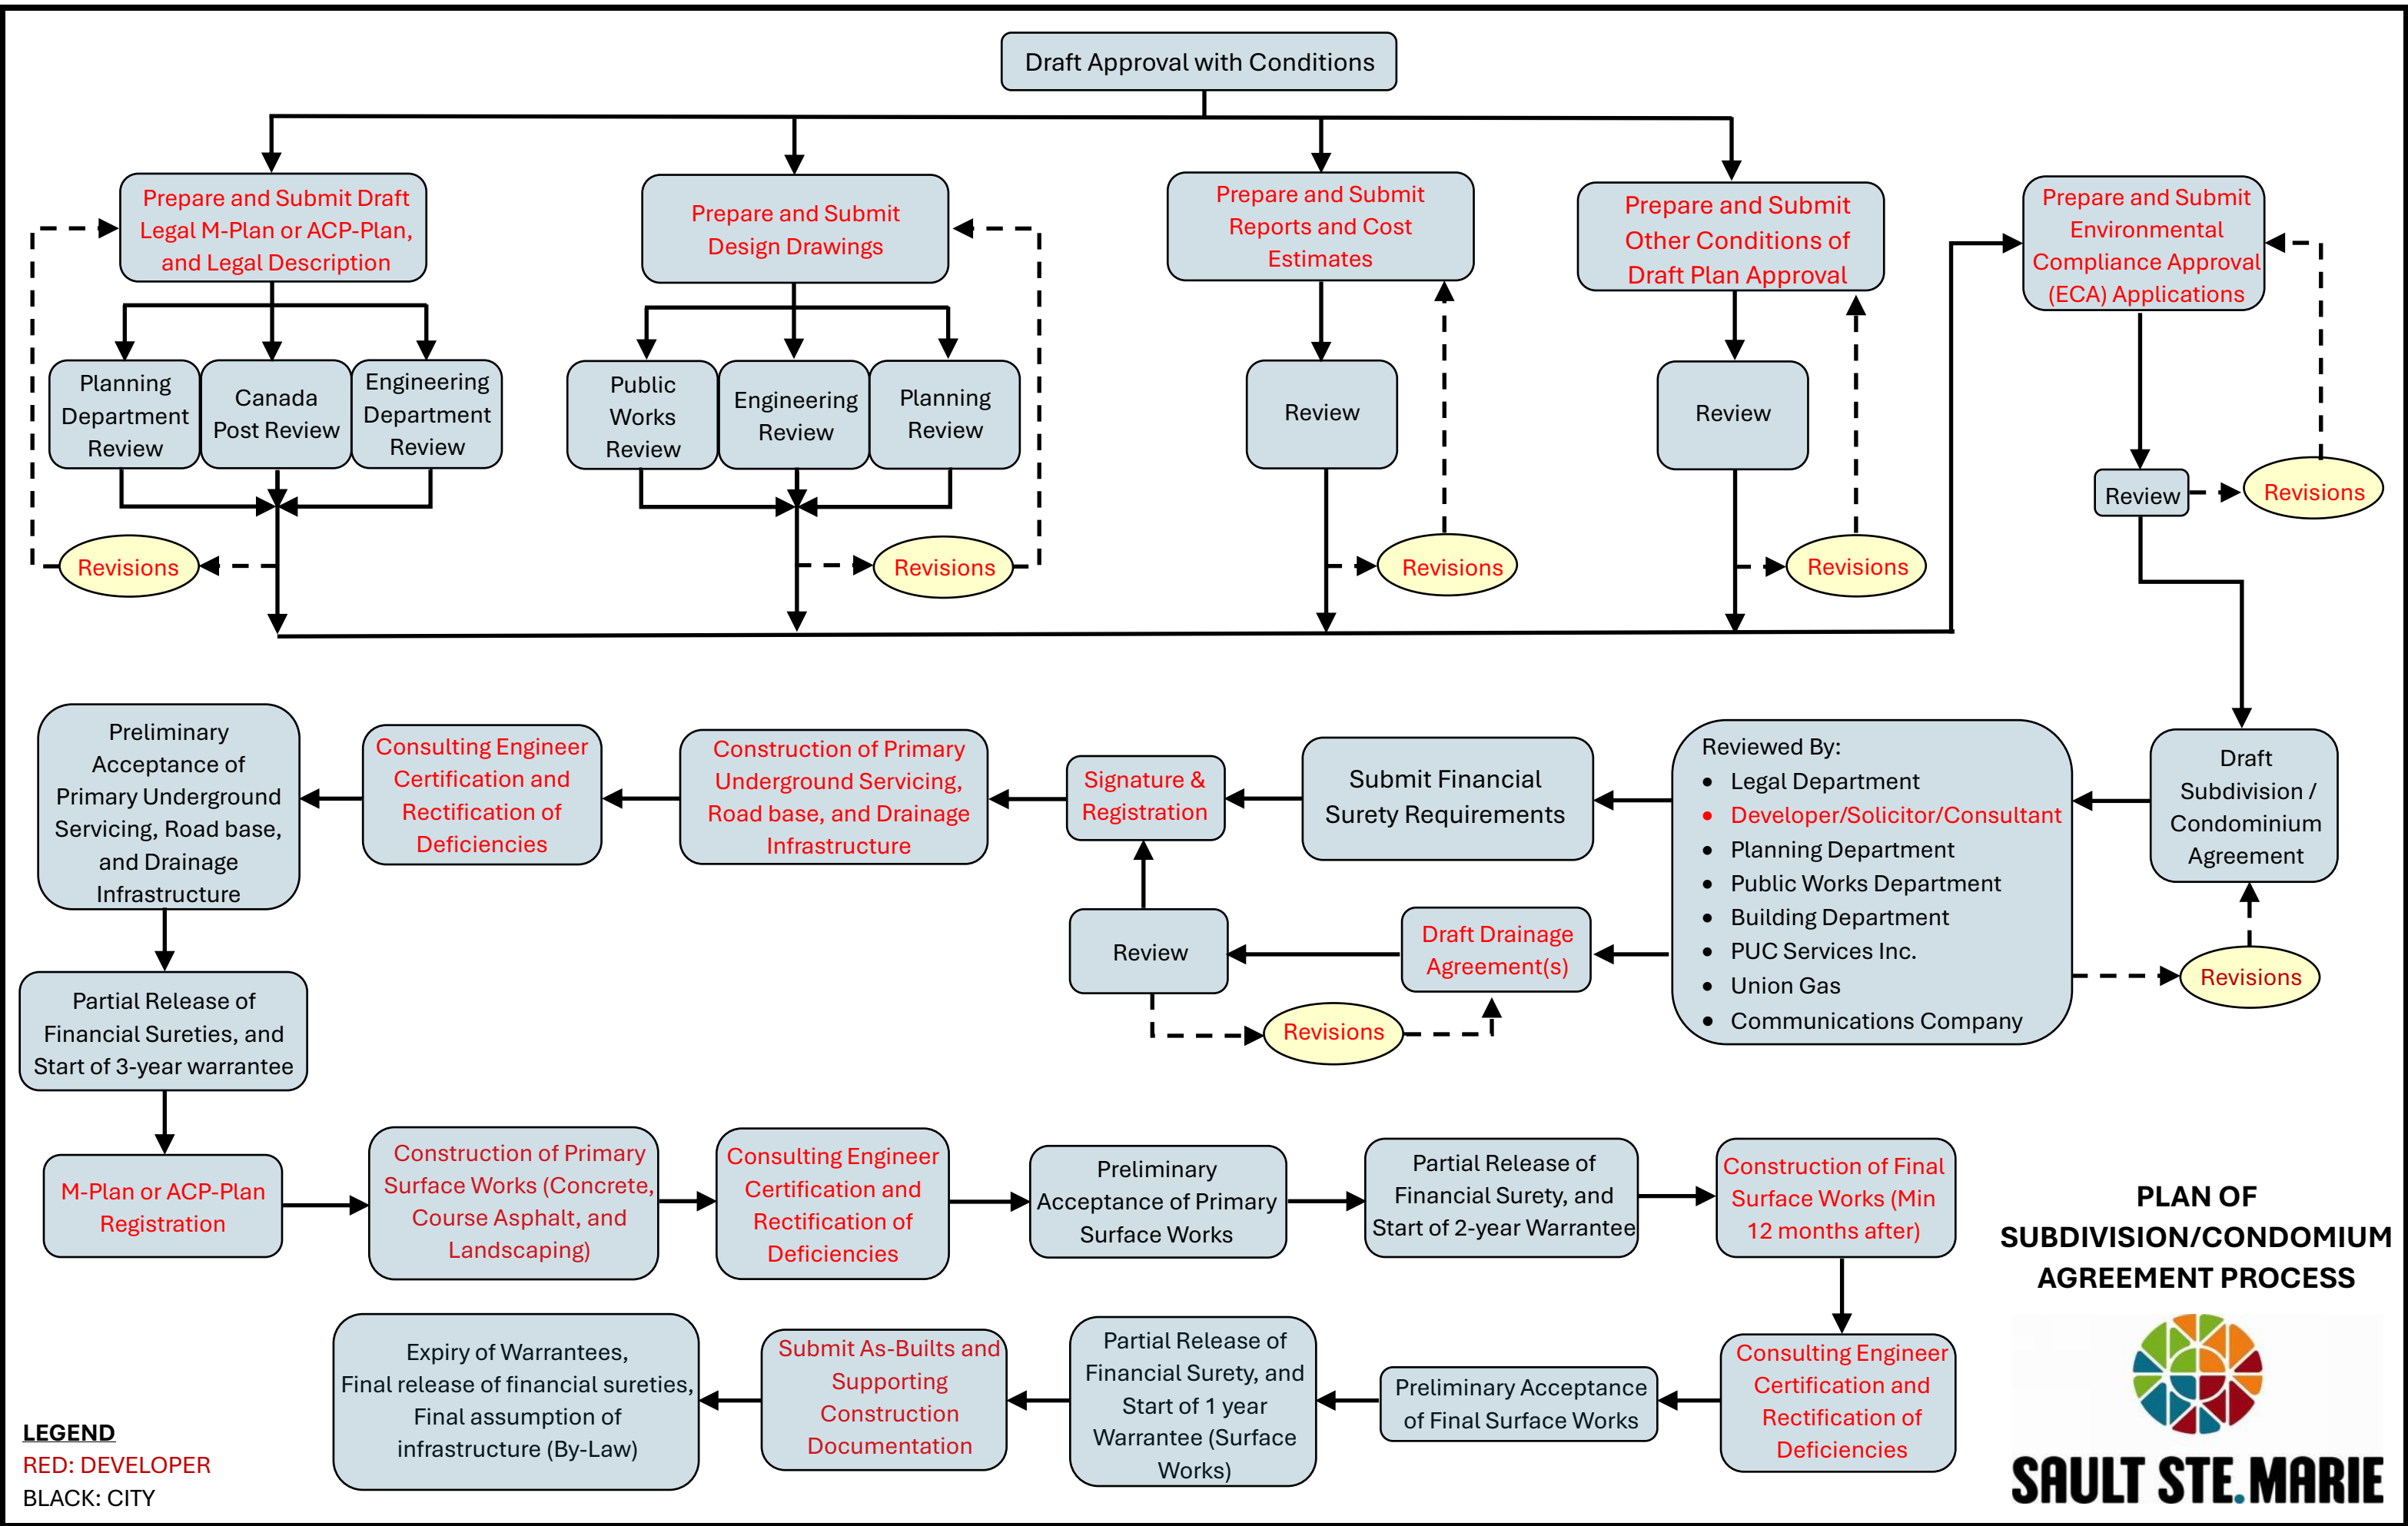 Draft Approval with Conditions
Prepare and Submit Draft
Legal M-Plan or ACP-Plan,
and Legal Description
Prepare and Submit
Design Drawings
Prepare and Submit
Reports and Cost
Estimates
Prepare and Submit
Other Conditions of
Draft Plan Approval
Prepare and Submit
Environmental
Compliance Approval
(ECA) Applications
Planning
Department
Review
Canada
Post Review
Engineering
Department
Review
Public
Works
Review
Engineering
Review
Planning
Review
Review
Review
Review
Revisions
Revisions
Revisions
Revisions
Revisions
Preliminary
Acceptance of
Primary Underground
Servicing, Road base,
and Drainage
Infrastructure
Consulting Engineer
Certification and
Rectification of
Deficiencies
Construction of Primary
Underground Servicing,
Road base, and Drainage
Infrastructure
Signature &
Registration
Submit Financial
Surety Requirements
Reviewed By:
• Legal Department
• Developer/Solicitor/Consultant
• Planning Department
• Public Works Department
• Building Department
• PUC Services Inc.
• Union Gas
• Communications Company
Draft
Subdivision /
Condominium
Agreement
Review
Draft Drainage
Agreement(s)
Revisions
Revisions
Partial Release of
Financial Sureties, and
Start of 3-year warrantee
M-Plan or ACP-Plan
Registration
Construction of Primary
Surface Works (Concrete,
Course Asphalt, and
Landscaping)
Consulting Engineer
Certification and
Rectification of
Deficiencies
Preliminary
Acceptance of Primary
Surface Works
Partial Release of
Financial Surety, and
Start of 2-year Warrantee
Construction of Final
Surface Works (Min
12 months after)
PLAN OF
SUBDIVISION/CONDOMIUM
AGREEMENT PROCESS
Expiry of Warrantees,
Final release of financial sureties,
Final assumption of
infrastructure (By-Law)
Submit As-Builts and
Supporting
Construction
Documentation
Partial Release of
Financial Surety, and
Start of 1 year
Warrantee (Surface
Works)
Preliminary Acceptance
of Final Surface Works
Consulting Engineer
Certification and
Rectification of
Deficiencies
LEGEND
RED: DEVELOPER
BLACK: CITY
SAULT STE.MARIE